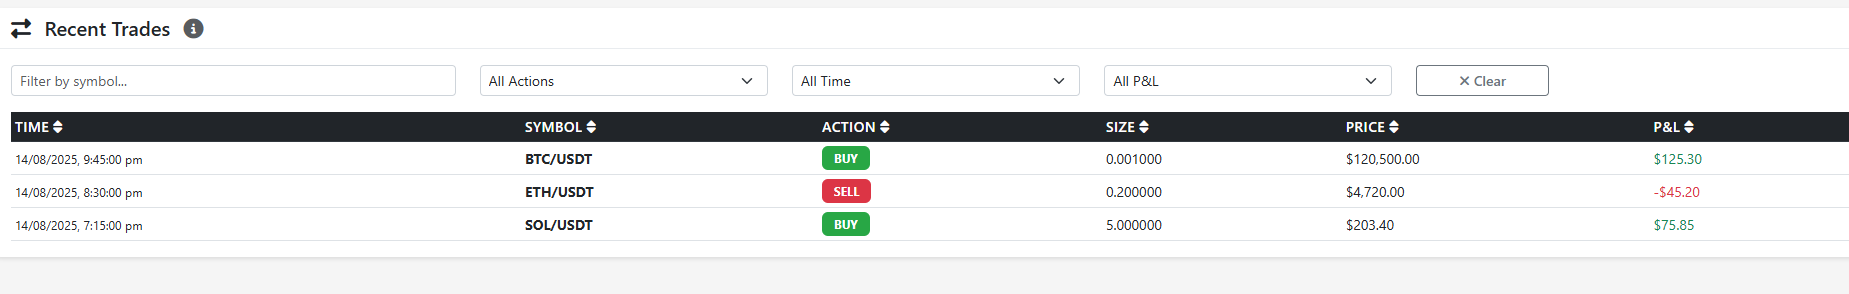 Recent Trades
Filter by symbol... All Actions All Time All P&L × Clear
TIME SYMBOL ACTION SIZE PRICE P&L
14/08/2025, 9:45:00 pm BTC/USDT BUY 0.001000 $120,500.00 $125.30
14/08/2025, 8:30:00 pm ETH/USDT SELL 0.200000 $4,720.00 -$45.20
14/08/2025, 7:15:00 pm SOL/USDT BUY 5.000000 $203.40 $75.85